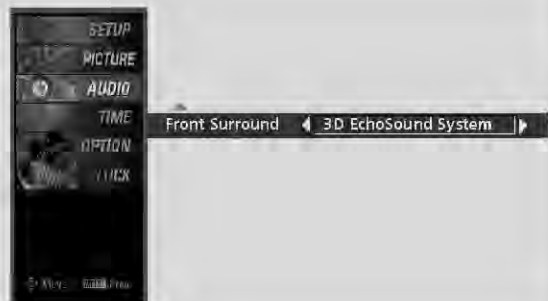 SETUP
PICTURE
AUDIO
TIME
Front Surround 3D EchoSound System
OPTION
LOCK